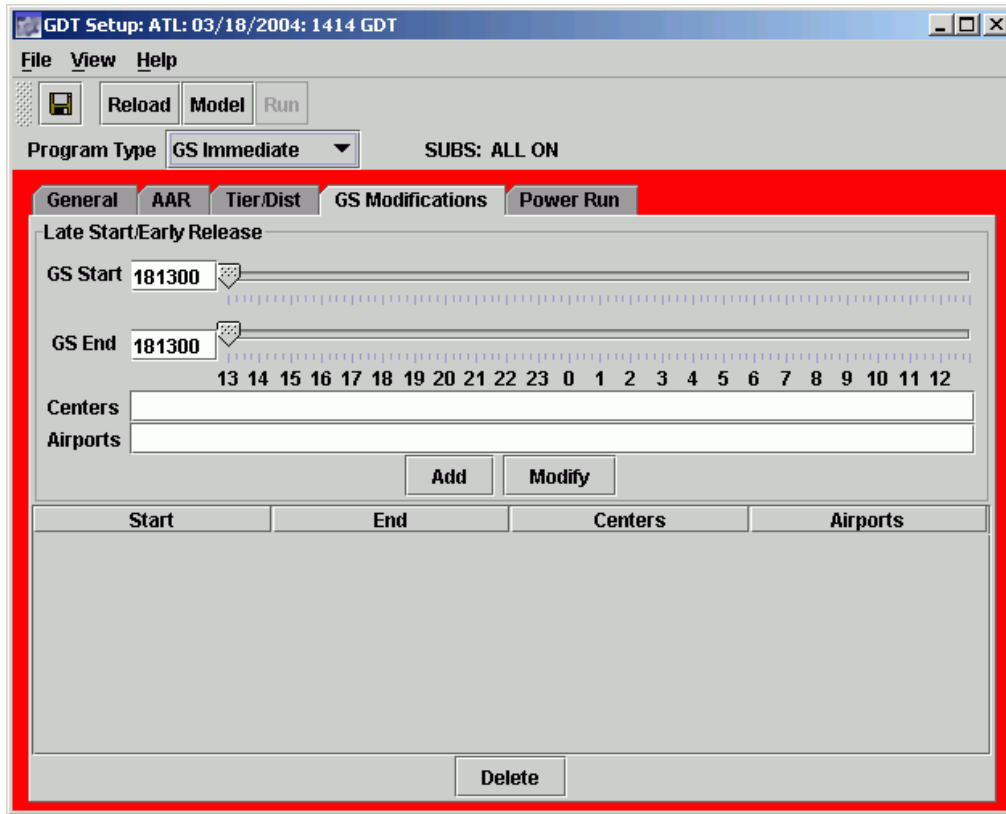 GDT Setup: ATL: 03/18/2004: 1414 GDT
File View Help
Reload Model Run
Program Type GS Immediate SUBS: ALL ON
General AAR Tier/Dist GS Modifications Power Run
Late Start/Early Release
GS Start 181300
GS End 181300
13 14 15 16 17 18 19 20 21 22 23 0 1 2 3 4 5 6 7 8 9 10 11 12
Centers
Airports
Add Modify
Start End Centers Airports
Delete